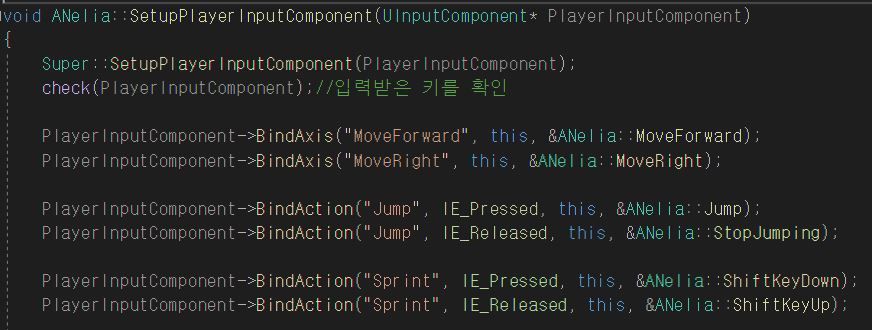 void ANelia::SetupPlayerInputComponent(UInputComponent* PlayerInputComponent)
{
Super::SetupPlayerInputComponent(PlayerInputComponent);
check(PlayerInputComponent);//입력받은 키를 확인
PlayerInputComponent->BindAxis("MoveForward", this, &ANelia::MoveForward);
PlayerInputComponent->BindAxis("MoveRight", this, &ANelia::MoveRight);
PlayerInputComponent->BindAction("Jump", IE_Pressed, this, &ANelia::Jump);
PlayerInputComponent->BindAction("Jump", IE_Released, this, &ANelia::StopJumping);
PlayerInputComponent->BindAction("Sprint", IE_Pressed, this, &ANelia::ShiftKeyDown);
PlayerInputComponent->BindAction("Sprint", IE_Released, this, &ANelia::ShiftKeyUp);